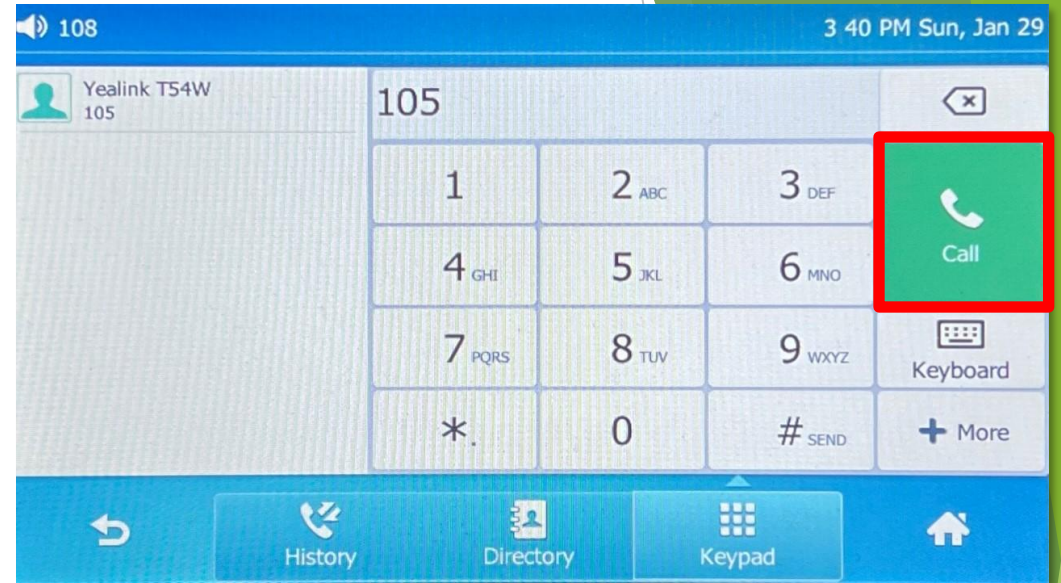 108
3 40 PM Sun, Jan 29
Yealink T54W
105
105
1
2 ABC
3 DEF
Call
4 GHI
5 JKL
6 MNO
7 PQRS
8 TUV
9 WXYZ
Keyboard
*.
0
# SEND
+ More
History
Directory
Keypad